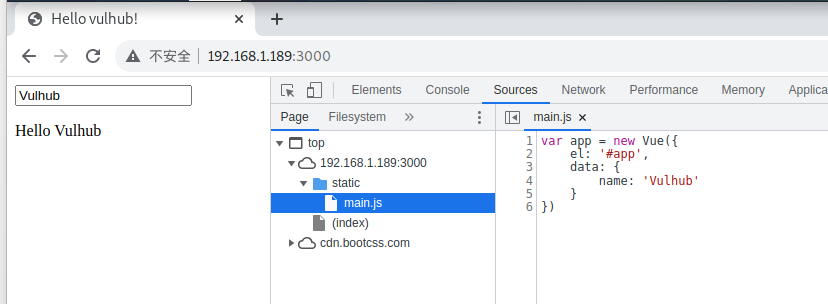 Hello vulhub!
不安全 192.168.1.189:3000
Vulhub
Hello Vulhub
Elements Console Sources Network Performance Memory Applica
Page Filesystem »
main.js
top
192.168.1.189:3000
static
main.js
(index)
cdn.bootcss.com
1 var app = new Vue({
2 el: '#app',
3 data: {
4 name: 'Vulhub'
5 }
6 })